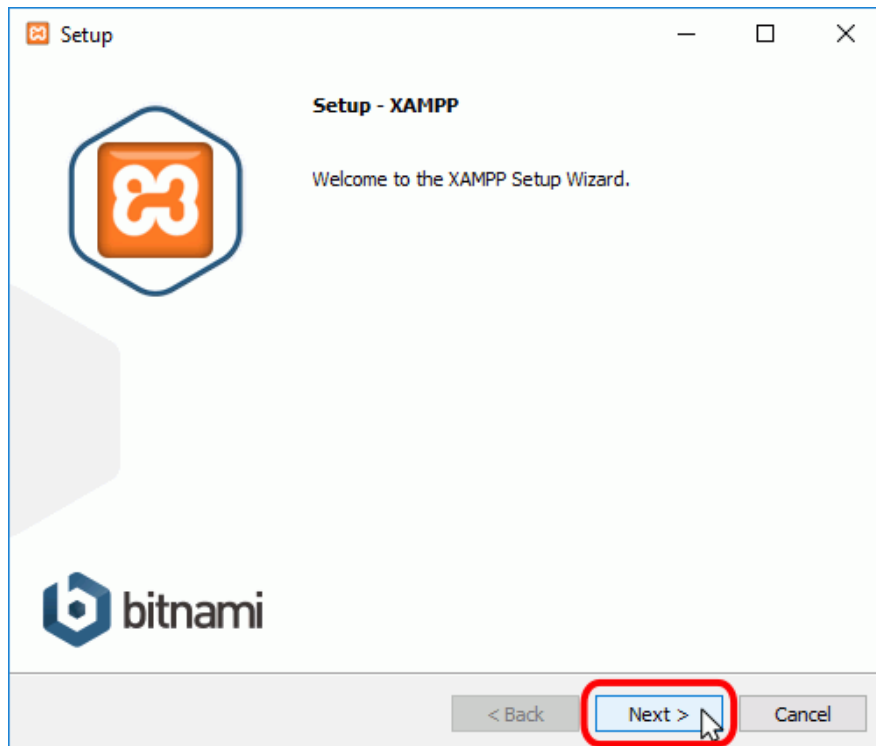 Setup
Setup - XAMPP
Welcome to the XAMPP Setup Wizard.
bitnami
< Back
Next >
Cancel